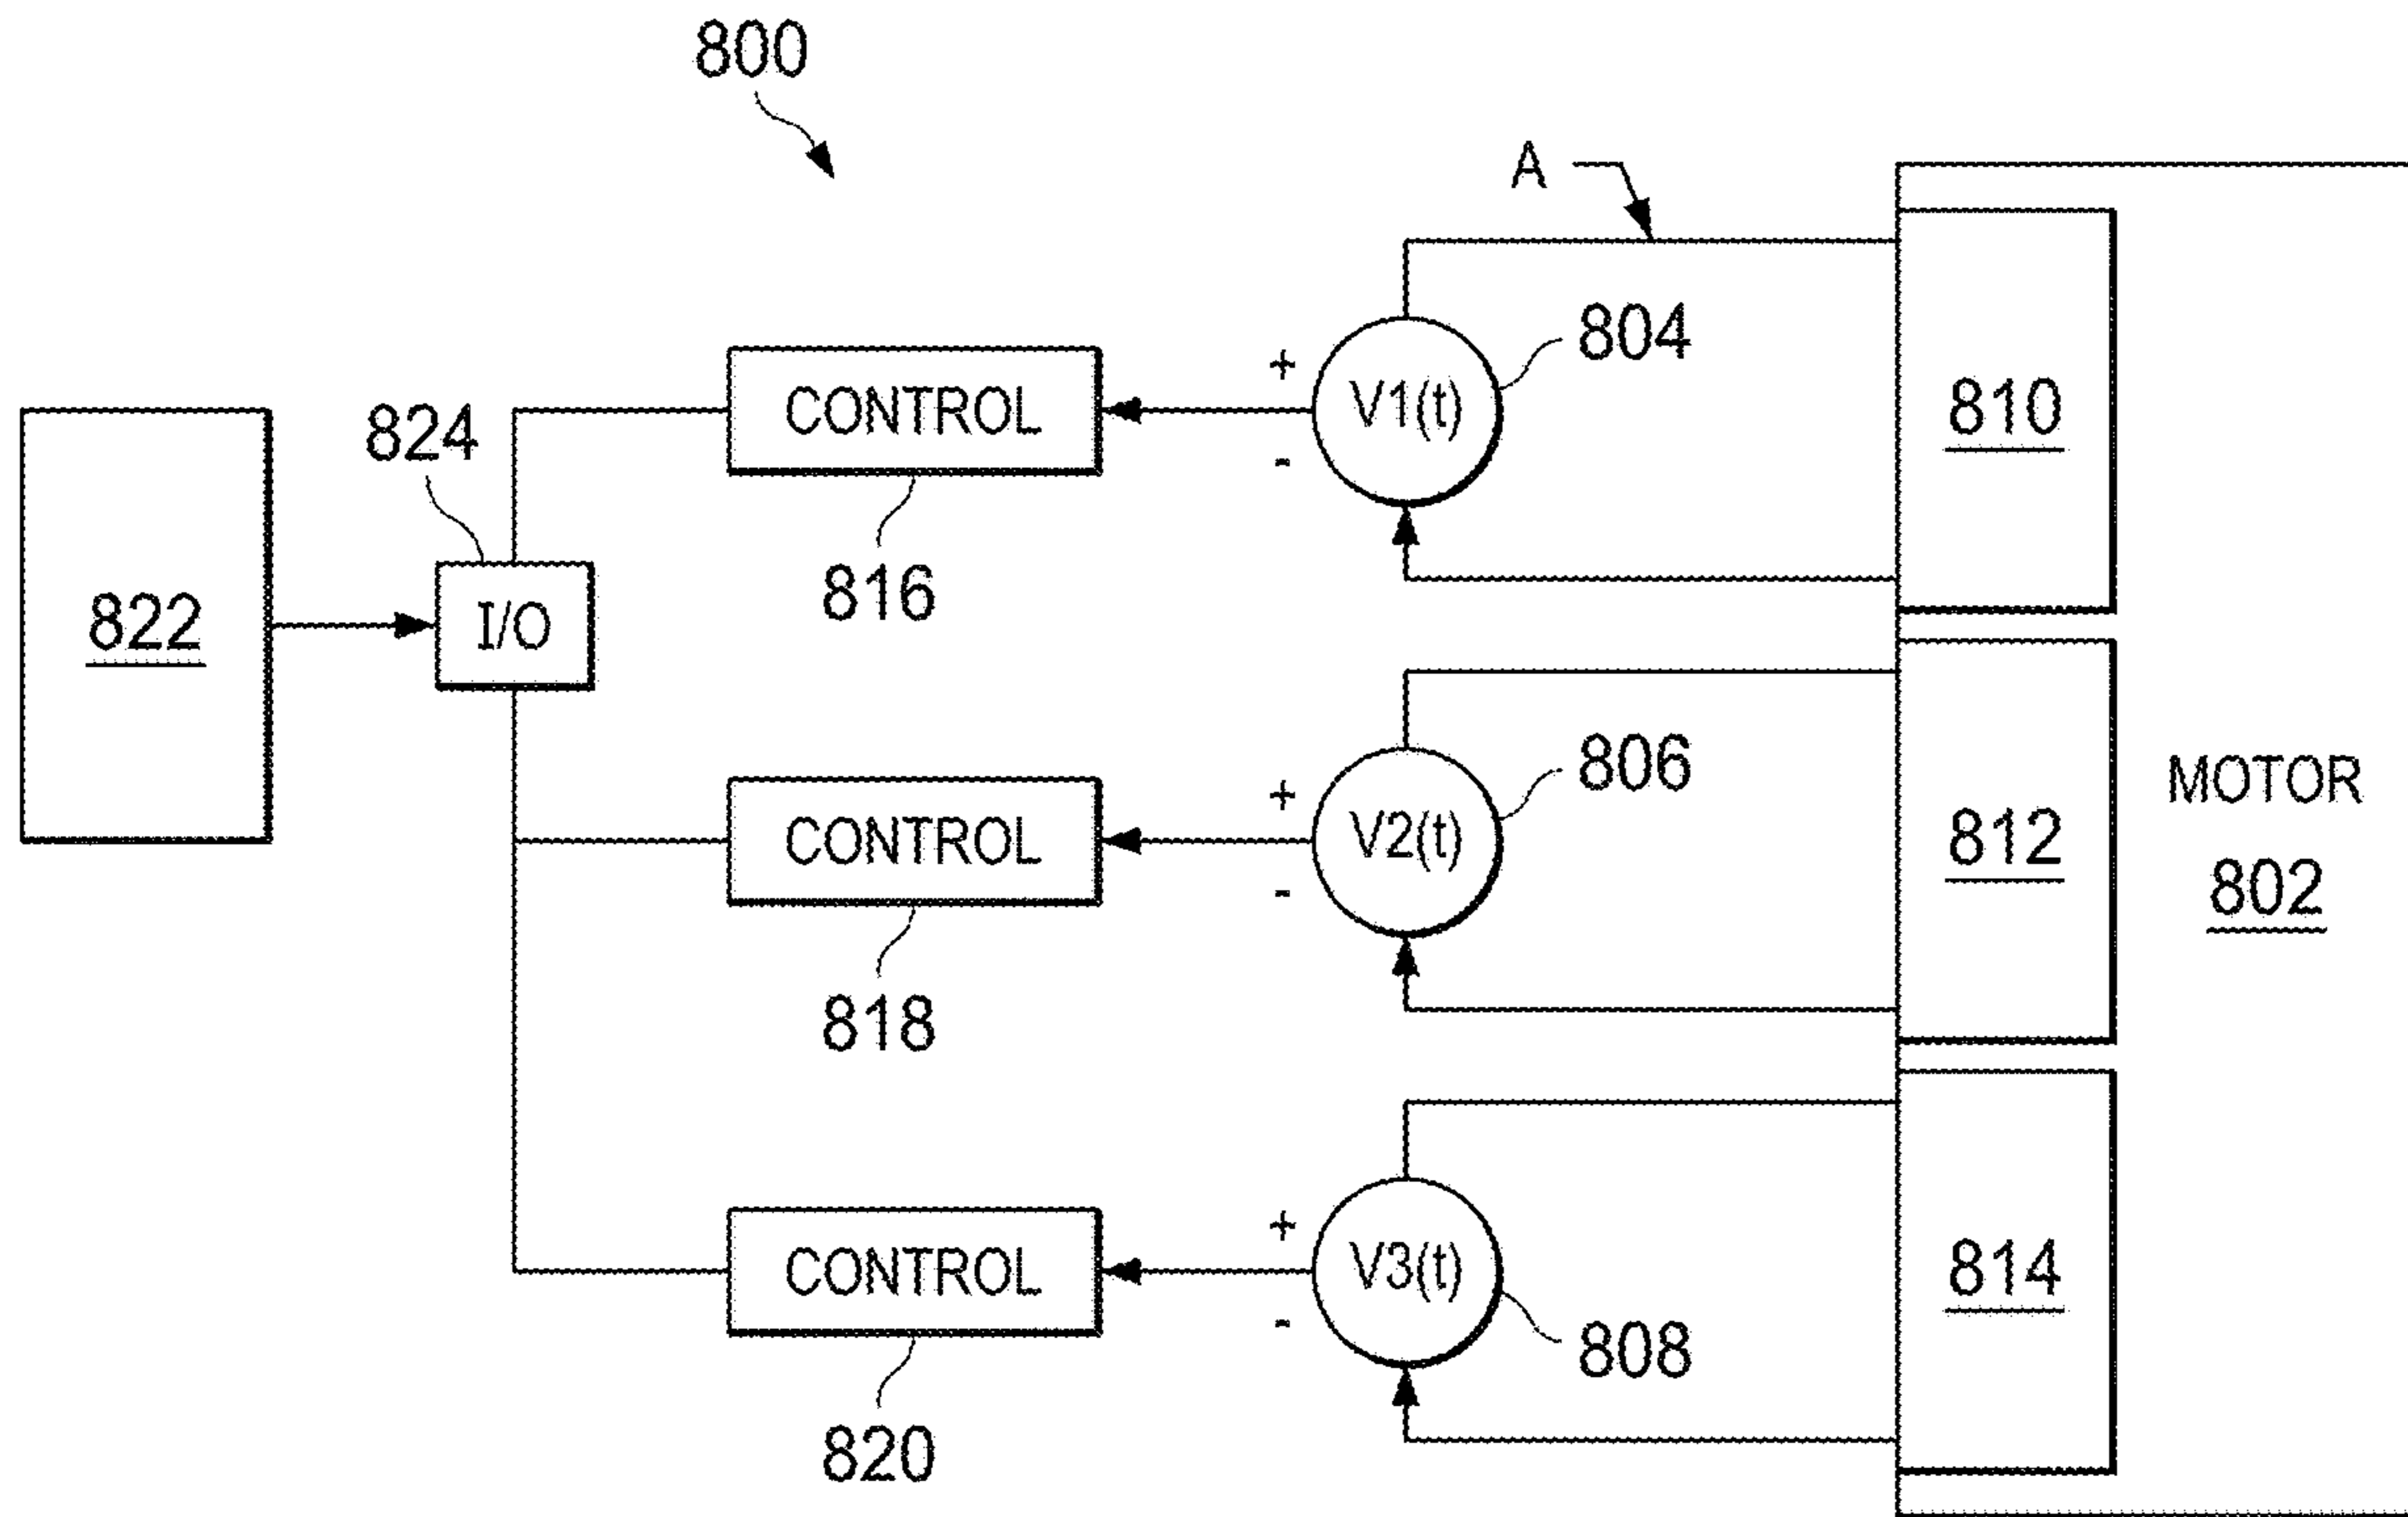 800
A
804
+
V1(t)
-
CONTROL
816
810
824
822
I/O
806
+
V2(t)
-
CONTROL
818
812
MOTOR
802
+
V3(t)
-
808
CONTROL
820
814